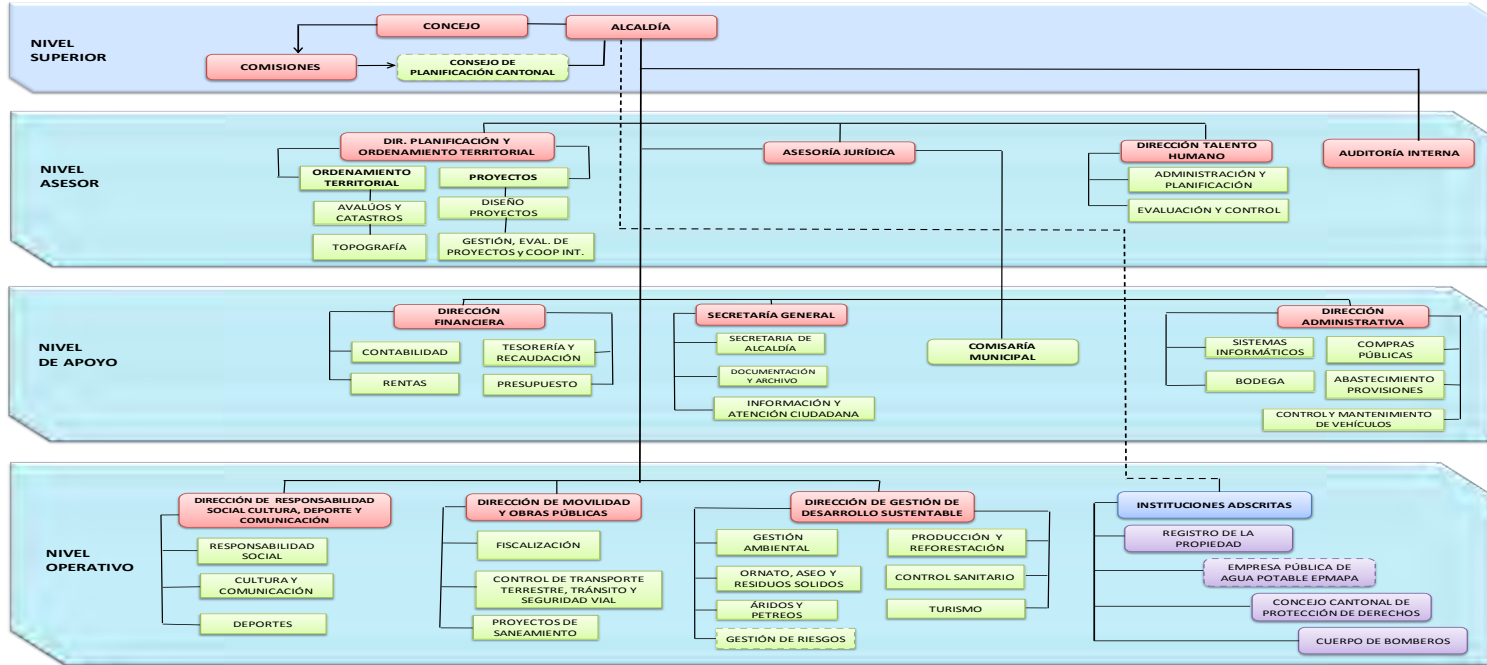 NIVEL
SUPERIOR
CONCEJO
ALCALDÍA
COMISIONES
CONSEJO DE
PLANIFICACIÓN CANTONAL
NIVEL
ASESOR
DIR. PLANIFICACIÓN Y
ORDENAMIENTO TERRITORIAL
ORDENAMIENTO
TERRITORIAL
AVALÚOS Y
CATASTROS
TOPOGRAFÍA
PROYECTOS
DISEÑO
PROYECTOS
GESTIÓN, EVAL. DE
PROYECTOS y COOP INT.
ASESORÍA JURÍDICA
DIRECCIÓN TALENTO
HUMANO
ADMINISTRACIÓN Y
PLANIFICACIÓN
EVALUACIÓN Y CONTROL
AUDITORÍA INTERNA
NIVEL
DE APOYO
DIRECCIÓN
FINANCIERA
CONTABILIDAD
RENTAS
TESORERÍA Y
RECAUDACIÓN
PRESUPUESTO
SECRETARÍA GENERAL
SECRETARIA DE
ALCALDÍA
DOCUMENTACIÓN
Y ARCHIVO
INFORMACIÓN Y
ATENCIÓN CIUDADANA
COMISARÍA
MUNICIPAL
DIRECCIÓN
ADMINISTRATIVA
SISTEMAS
INFORMÁTICOS
BODEGA
COMPRAS
PÚBLICAS
ABASTECIMIENTO
PROVISIONES
CONTROL Y MANTENIMIENTO
DE VEHÍCULOS
NIVEL
OPERATIVO
DIRECCIÓN DE RESPONSABILIDAD
SOCIAL CULTURA, DEPORTE Y
COMUNICACIÓN
RESPONSABILIDAD
SOCIAL
CULTURA Y
COMUNICACIÓN
DEPORTES
DIRECCIÓN DE MOVILIDAD
Y OBRAS PÚBLICAS
FISCALIZACIÓN
CONTROL DE TRANSPORTE
TERRESTRE, TRÁNSITO Y
SEGURIDAD VIAL
PROYECTOS DE
SANEAMIENTO
DIRECCIÓN DE GESTIÓN DE
DESARROLLO SUSTENTABLE
GESTIÓN
AMBIENTAL
ORNATO, ASEO Y
RESIDUOS SOLIDOS
ÁRIDOS Y
PETREOS
GESTIÓN DE RIESGOS
PRODUCCIÓN Y
REFORESTACIÓN
CONTROL SANITARIO
TURISMO
INSTITUCIONES ADSCRITAS
REGISTRO DE LA
PROPIEDAD
EMPRESA PÚBLICA DE
AGUA POTABLE EPMAPA
CONCEJO CANTONAL DE
PROTECCIÓN DE DERECHOS
CUERPO DE BOMBEROS